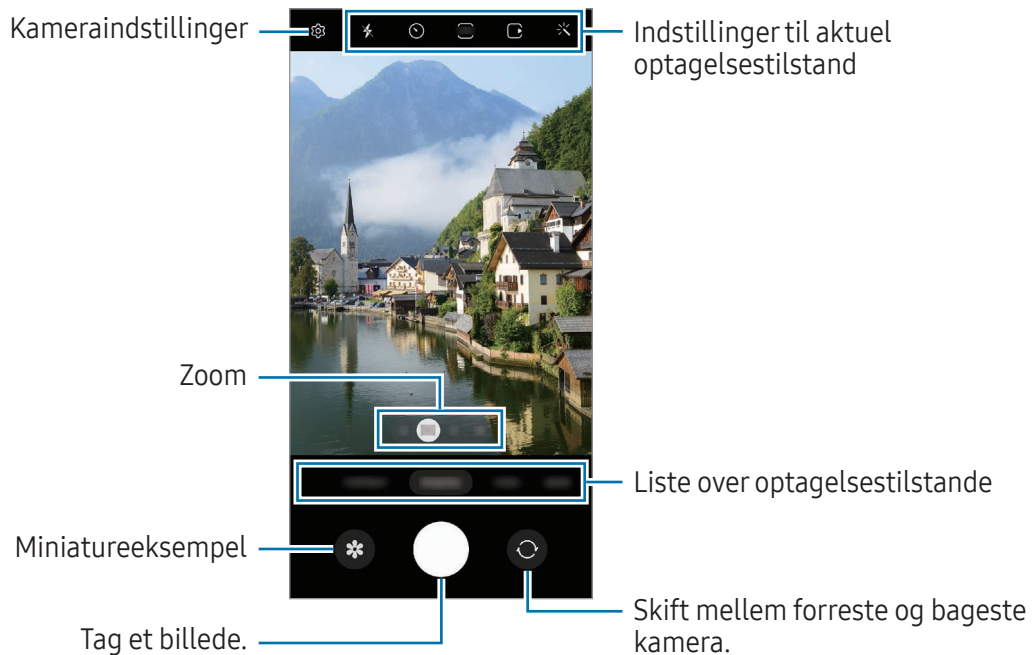 Kameraindstillinger
Indstillinger til aktuel
optagelsestilstand
Zoom
Liste over optagelsestilstande
Miniatureeksempel
Skift mellem forreste og bageste
kamera.
Tag et billede.